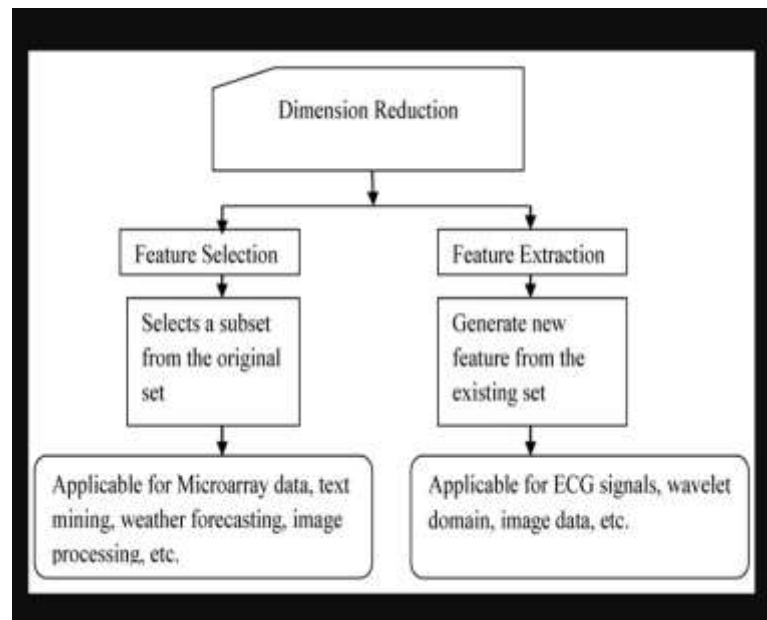 Dimension Reduction
Feature Selection
Feature Extraction
Selects a subset
from the original
set
Generate new
feature from the
existing set
Applicable for Microarray data, text
mining, weather forecasting, image
processing, etc.
Applicable for ECG signals, wavelet
domain, image data, etc.